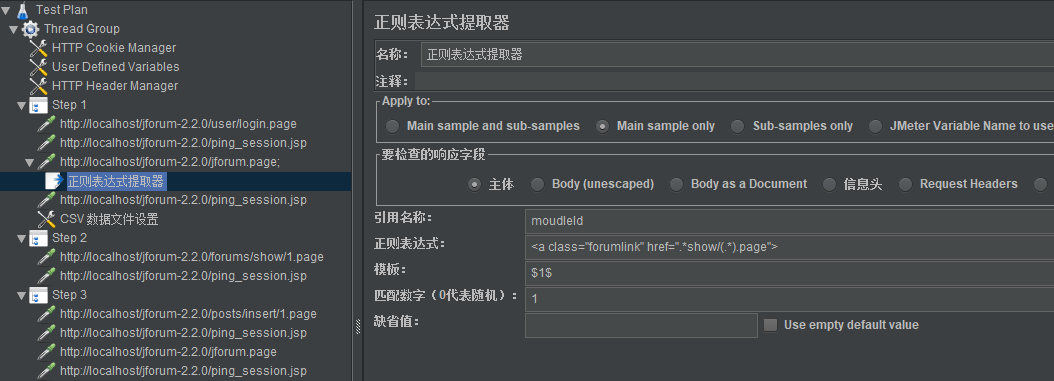 Test Plan
Thread Group
HTTP Cookie Manager
User Defined Variables
HTTP Header Manager
Step 1
http://localhost/jforum-2.2.0/user/login.page
http://localhost/jforum-2.2.0/ping_session.jsp
http://localhost/jforum-2.2.0/jforum.page;
正则表达式提取器
http://localhost/jforum-2.2.0/ping_session.jsp
CSV 数据文件设置
Step 2
http://localhost/jforum-2.2.0/forums/show/1.page
http://localhost/jforum-2.2.0/ping_session.jsp
Step 3
http://localhost/jforum-2.2.0/posts/insert/1.page
http://localhost/jforum-2.2.0/ping_session.jsp
http://localhost/jforum-2.2.0/jforum.page
http://localhost/jforum-2.2.0/ping_session.jsp
正则表达式提取器
名称： 正则表达式提取器
注释：
Apply to:
Main sample and sub-samples Main sample only Sub-samples only JMeter Variable Name to use
要检查的响应字段
主体 Body (unescaped) Body as a Document 信息头 Request Headers
引用名称： moudleId
正则表达式： <a class="forumlink" href=".*show/(.*).page">
模板： $1$
匹配数字（0代表随机）： 1
缺省值： Use empty default value